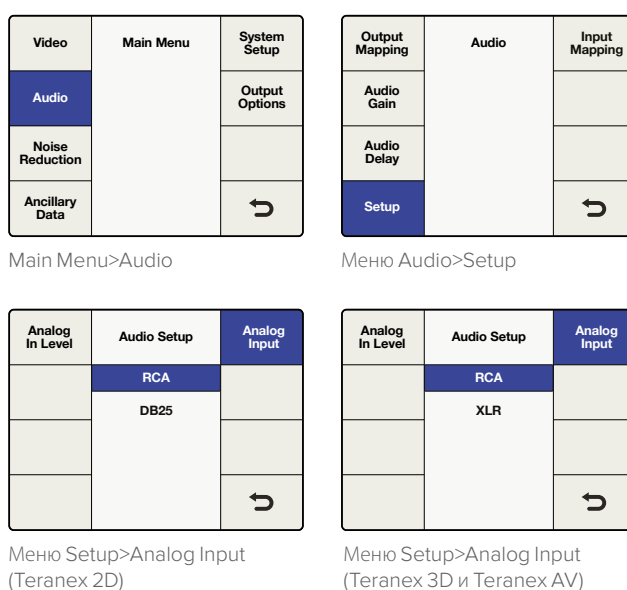 Video
Main Menu
System
Setup
Audio
Output
Options
Noise
Reduction
Ancillary
Data
Main Menu>Audio
Output
Mapping
Audio
Input
Mapping
Audio
Gain
Audio
Delay
Setup
Меню Audio>Setup
Analog
In Level
Audio Setup
Analog
Input
RCA
DB25
Меню Setup>Analog Input
(Teranex 2D)
Analog
In Level
Audio Setup
Analog
Input
RCA
XLR
Меню Setup>Analog Input
(Teranex 3D и Teranex AV)